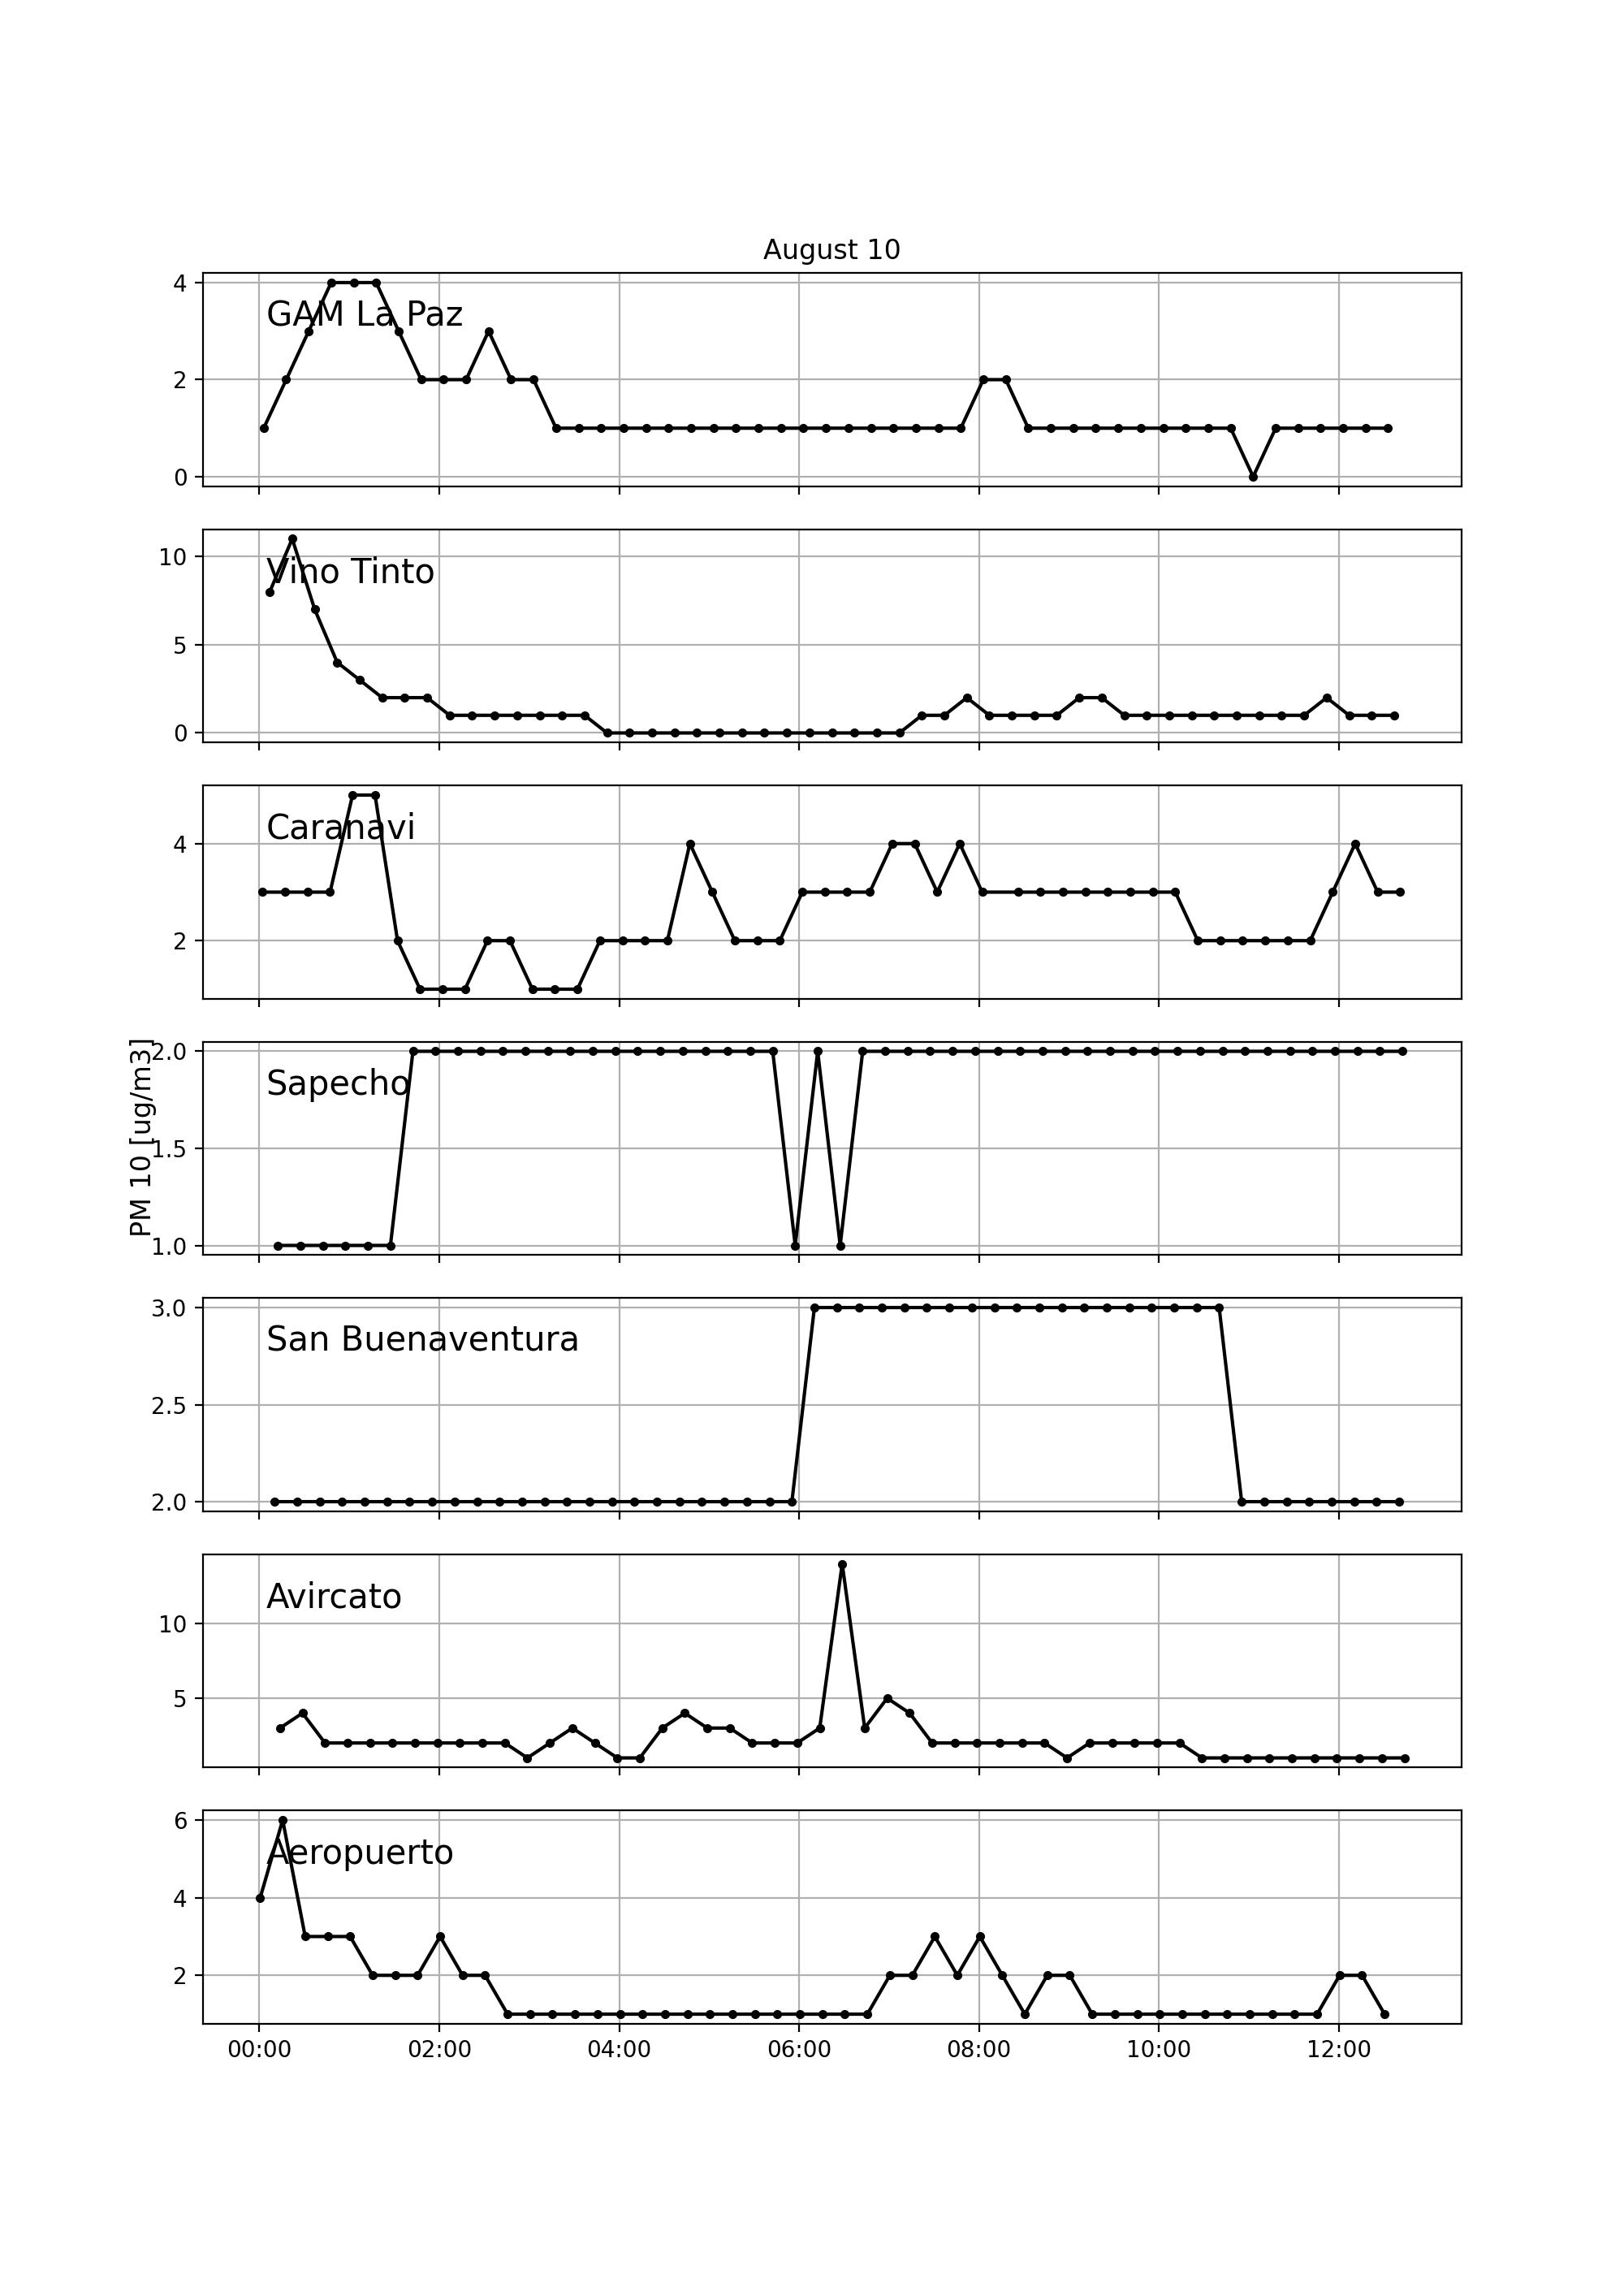 August 10
GAM La Paz
4
2
0
Vino Tinto
10
5
0
Caranavi
4
2
PM 10 [ug/m3]
Sapecho
2.0
1.5
1.0
San Buenaventura
3.0
2.5
2.0
Avircato
10
5
Aeropuerto
6
4
2
00:00 02:00 04:00 06:00 08:00 10:00 12:00